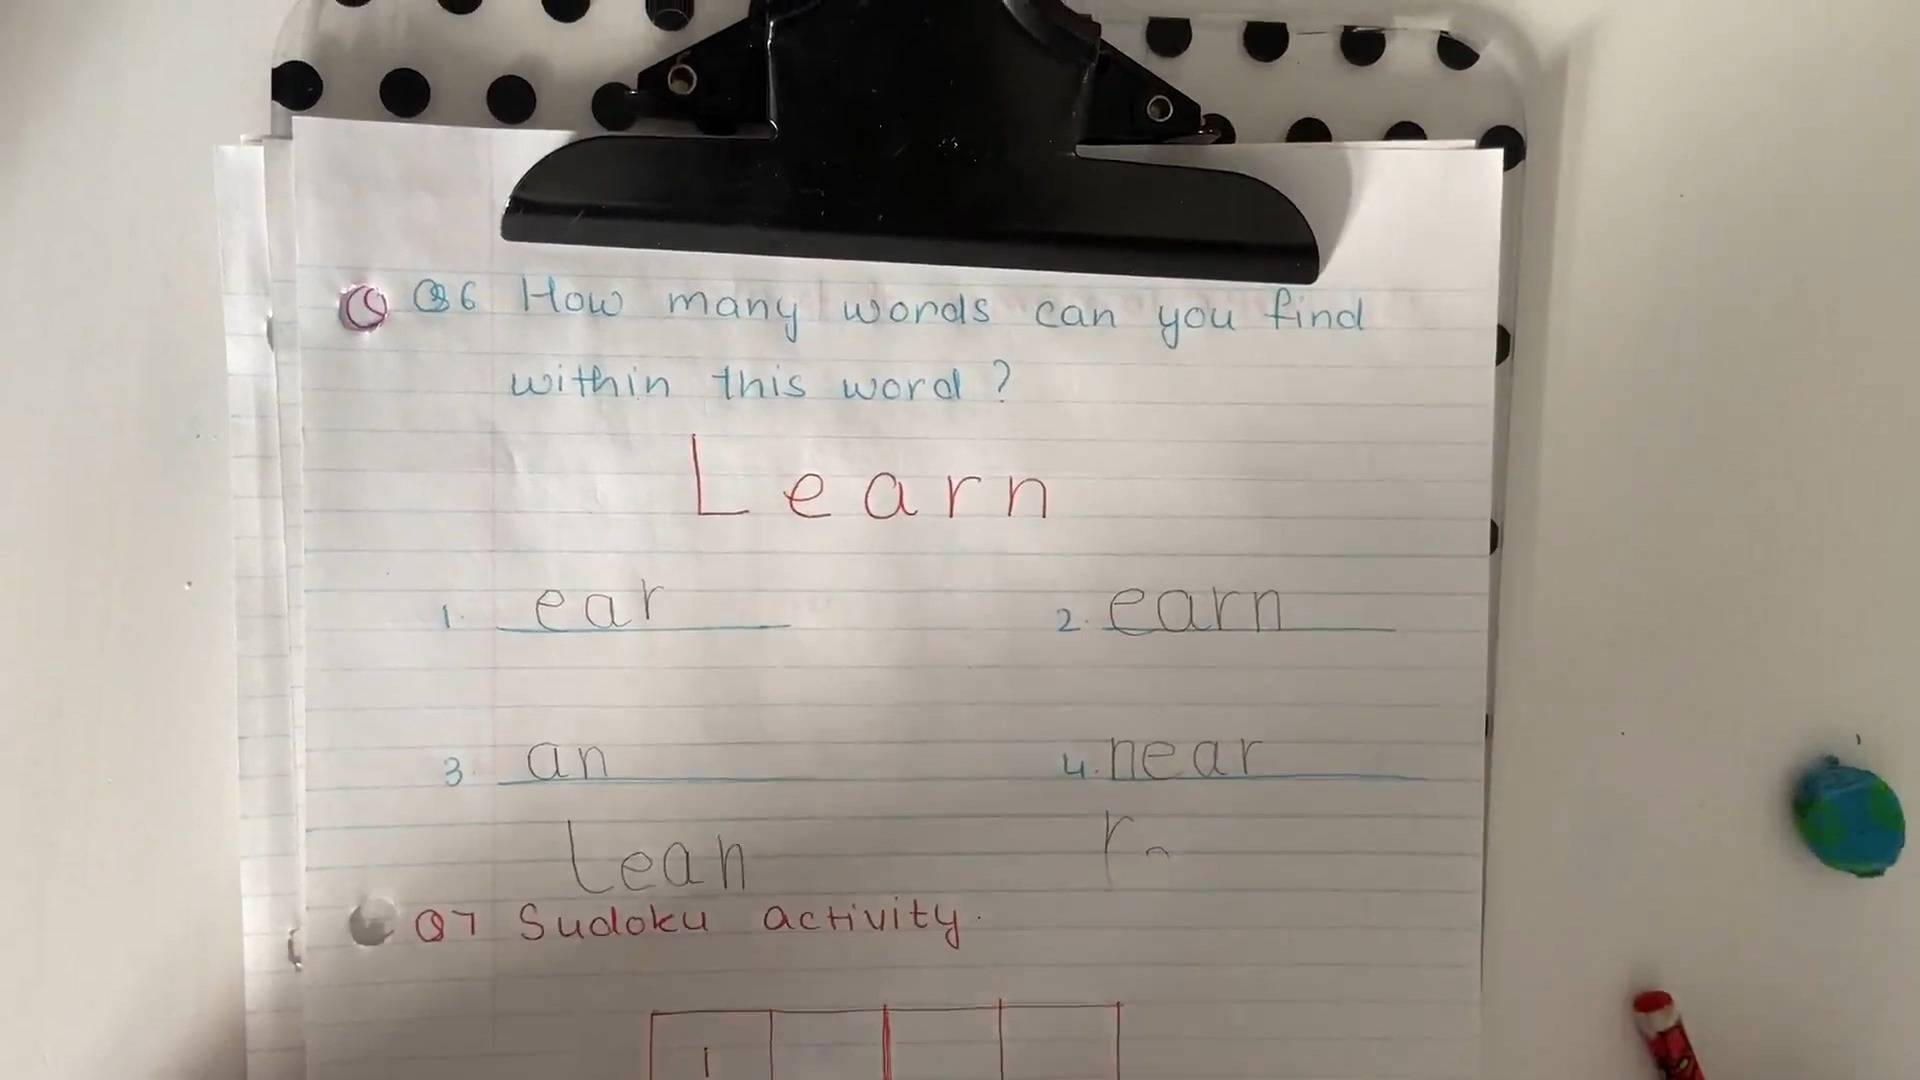 Q6 How many words can you find
within this word?
Learn
1. ear 2. earn
3. an 4. near
lean r
Q7 Sudoku activity.
1